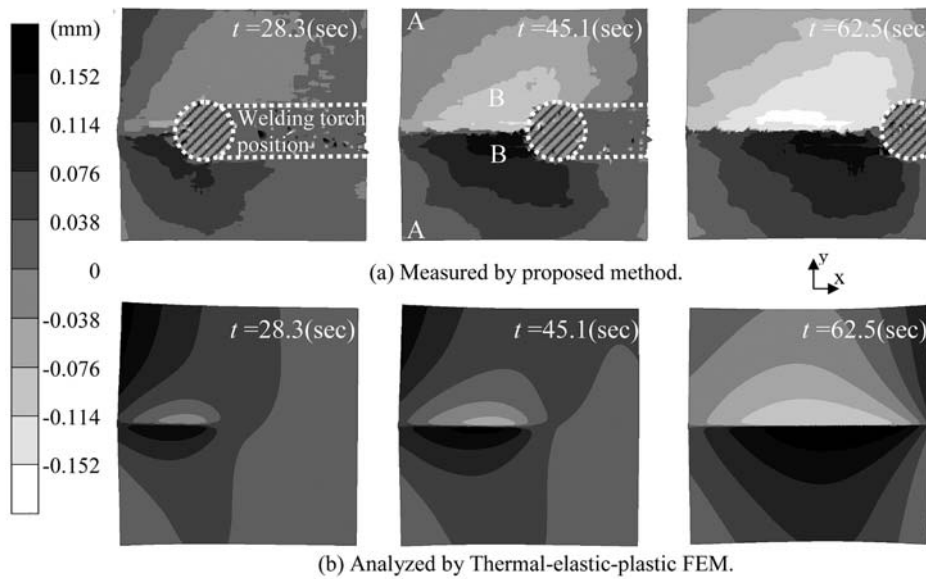 (mm)
0.152
0.114
0.076
0.038
0
-0.038
-0.076
-0.114
-0.152
t =28.3(sec)
Welding torch
position
A
t =45.1(sec)
B
B
A
t =62.5(sec)
(a) Measured by proposed method.
y
x
t =28.3(sec)
t =45.1(sec)
t =62.5(sec)
(b) Analyzed by Thermal-elastic-plastic FEM.